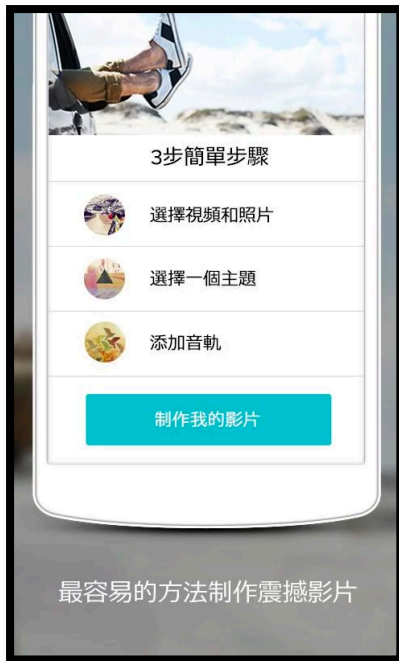 3步簡單步驟
選擇視頻和照片
選擇一個主題
添加音軌
制作我的影片
最容易的方法制作震撼影片